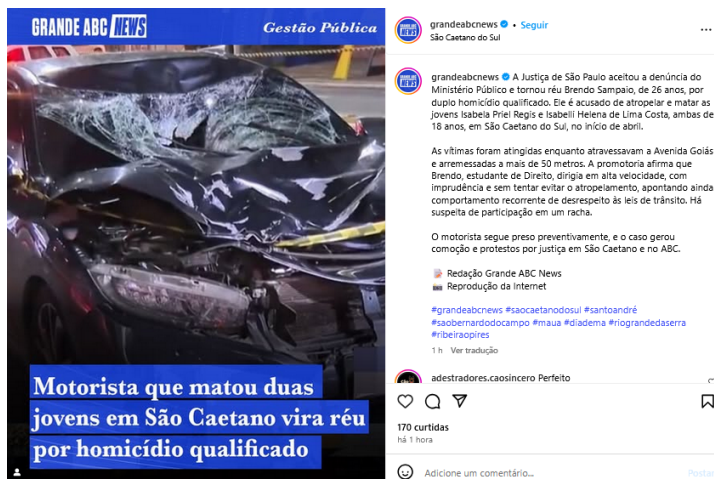 GRANDE ABC NEWS
Gestão Pública
Motorista que matou duas
jovens em São Caetano vira réu
por homicídio qualificado
grandeabcnews • Seguir
São Caetano do Sul
grandeabcnews A Justiça de São Paulo aceitou a denúncia do
Ministério Público e tornou réu Brendo Sampaio, de 26 anos, por
duplo homicídio qualificado. Ele é acusado de atropelar e matar as
jovens Isabela Priel Regis e Isabelli Helena de Lima Costa, ambas de
18 anos, em São Caetano do Sul, no início de abril.
As vítimas foram atingidas enquanto atravessavam a Avenida Goiás
e arremessadas a mais de 50 metros. A promotoria afirma que
Brendo, estudante de Direito, dirigia em alta velocidade, com
imprudência e sem tentar evitar o atropelamento, apontando ainda
comportamento recorrente de desrespeito às leis de trânsito. Há
suspeita de participação em um racha.
O motorista segue preso preventivamente, e o caso gerou
comoção e protestos por justiça em São Caetano e no ABC.
Redação Grande ABC News
Reprodução da Internet
#grandeabcnews #saocaetanodosul #santoandré
#saobernardodocampo #maua #diadema #riograndedaserra
#ribeiraopires
1 h Ver tradução
adestradores.caosincero Perfeito
170 curtidas
há 1 hora
Adicione um comentário...
Postar